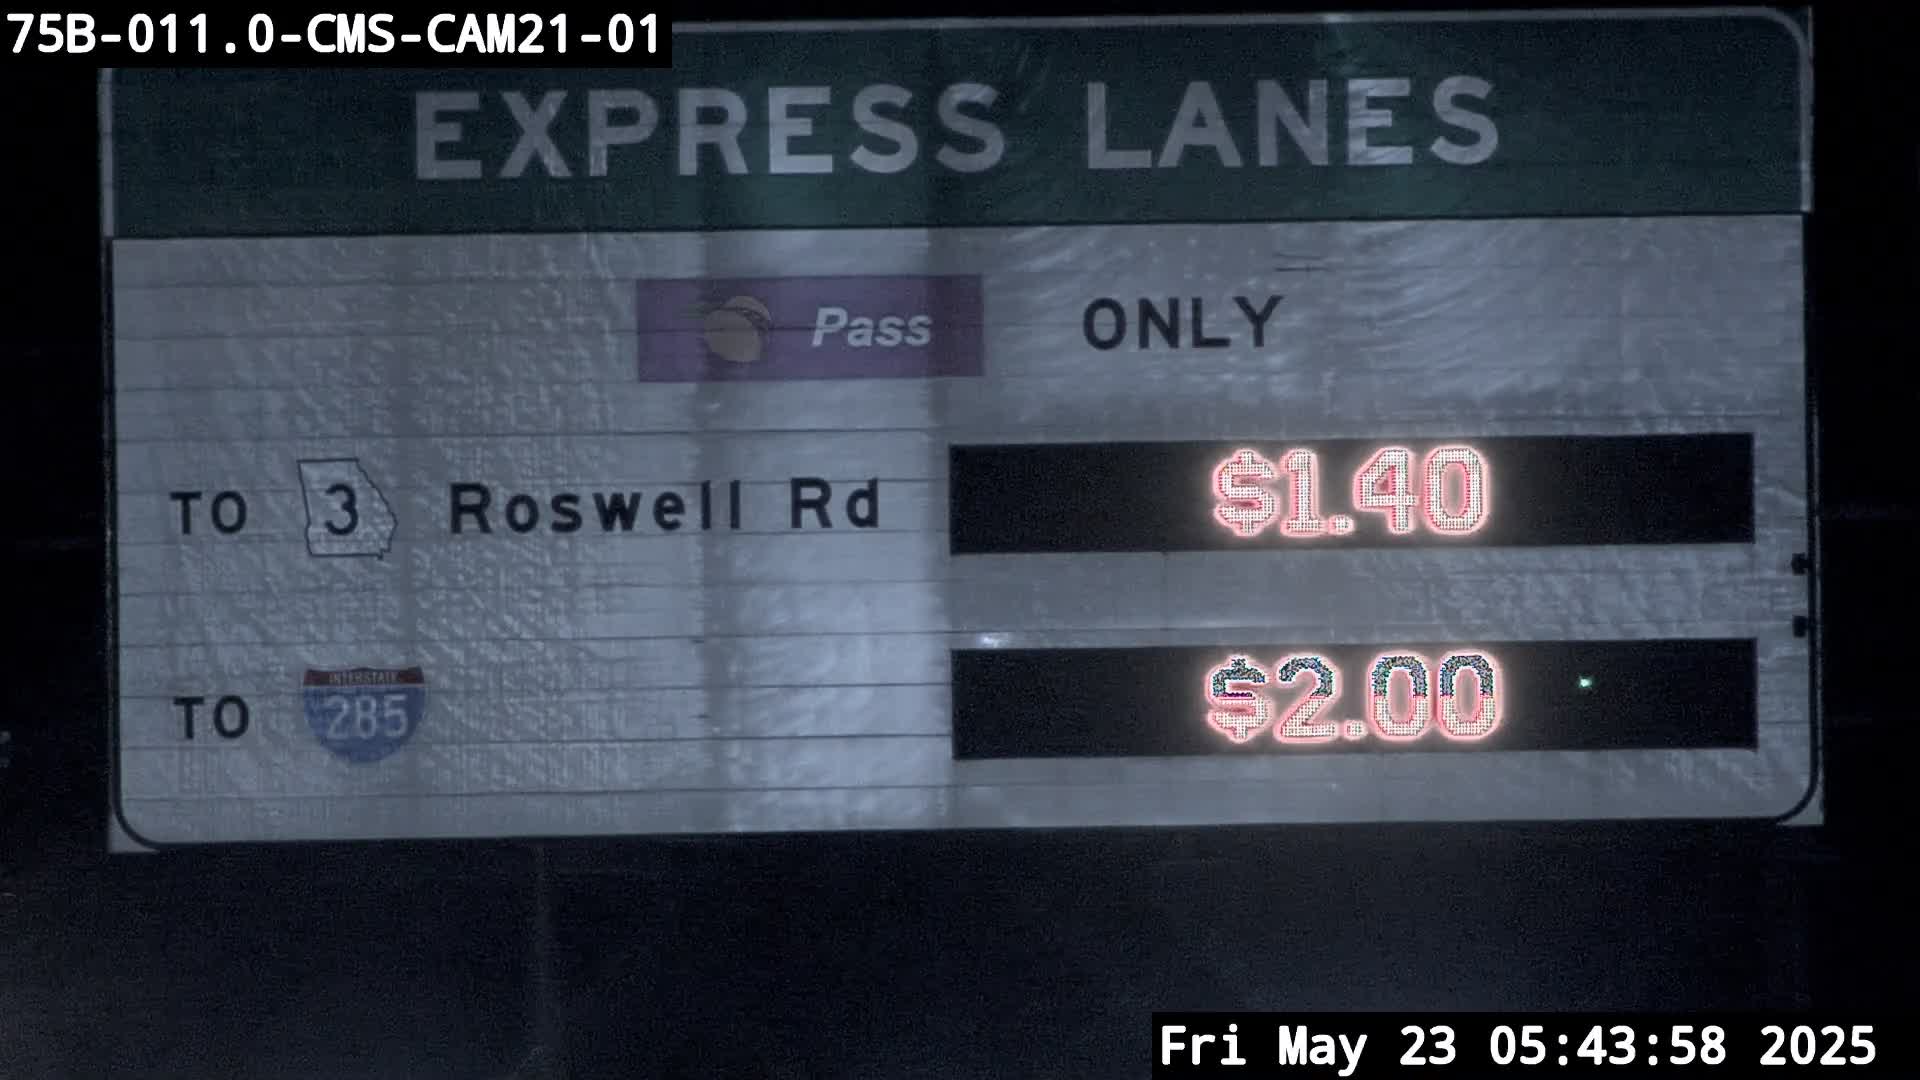 75B-011.0-CMS-CAM21-01
EXPRESS LANES
Pass ONLY
TO 3 Roswell Rd $1.40
TO INTERSTATE 285 $2.00
Fri May 23 05:43:58 2025